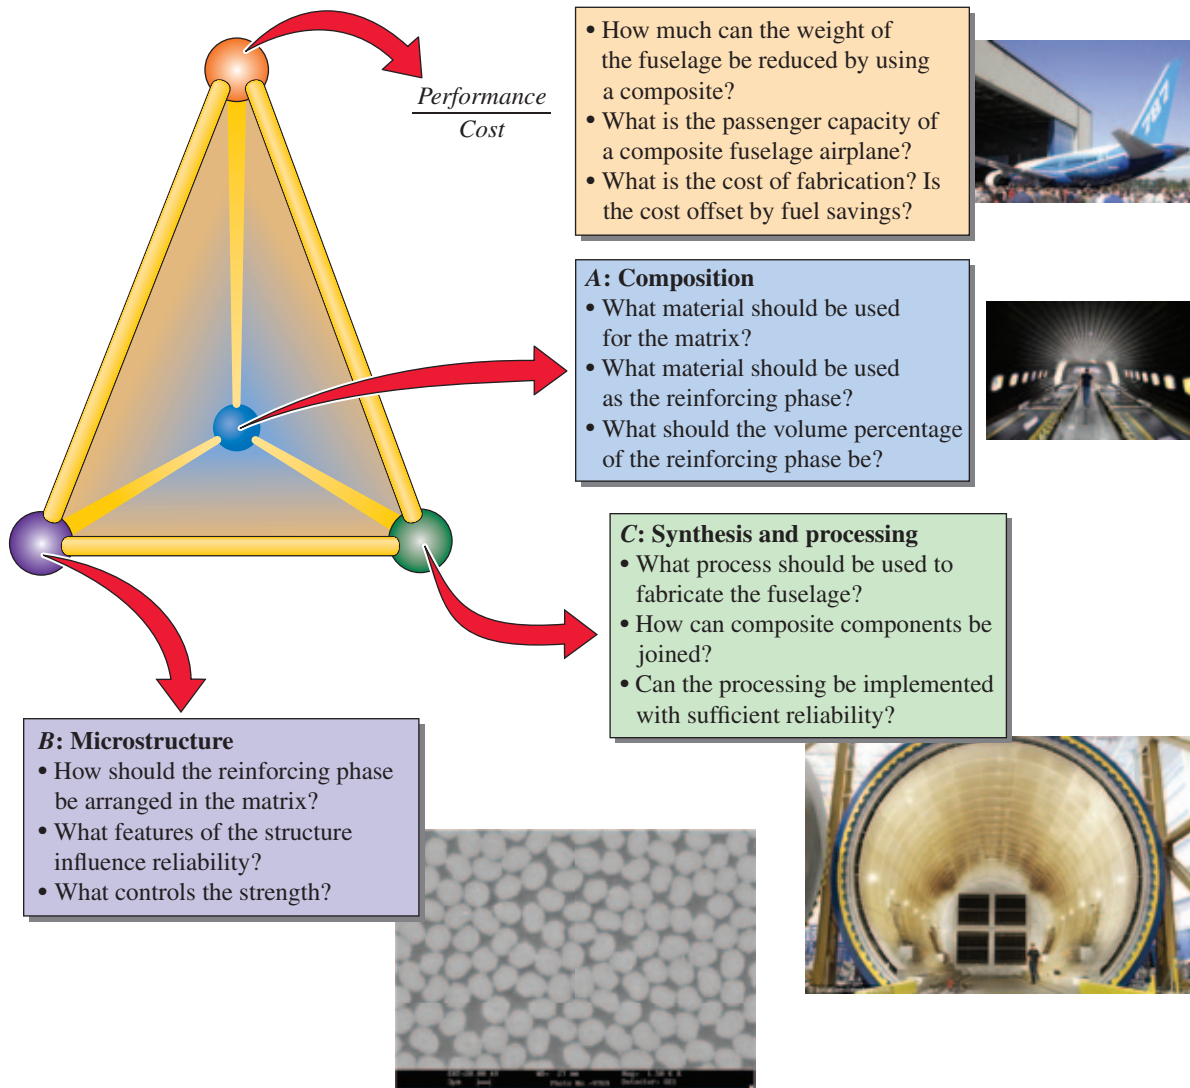 Performance
Cost
• How much can the weight of
the fuselage be reduced by using
a composite?
• What is the passenger capacity of
a composite fuselage airplane?
• What is the cost of fabrication? Is
the cost offset by fuel savings?
787
A: Composition
• What material should be used
for the matrix?
• What material should be used
as the reinforcing phase?
• What should the volume percentage
of the reinforcing phase be?
C: Synthesis and processing
• What process should be used to
fabricate the fuselage?
• How can composite components be
joined?
• Can the processing be implemented
with sufficient reliability?
B: Microstructure
• How should the reinforcing phase
be arranged in the matrix?
• What features of the structure
influence reliability?
• What controls the strength?